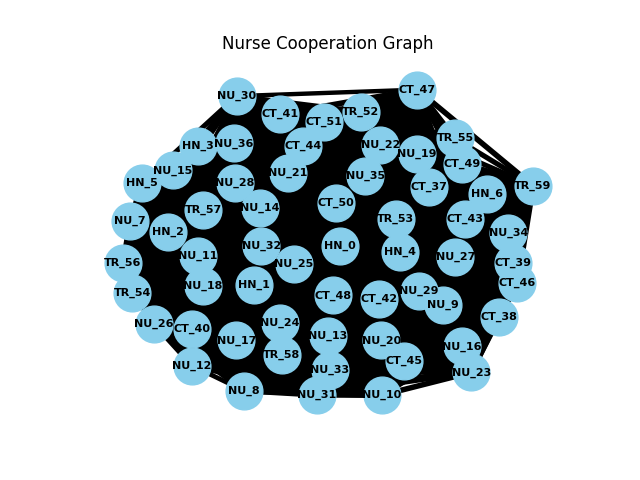 Nurse Cooperation Graph
NU_30
CT_47
CT_41
CT_51
TR_52
HN_3
NU_36
CT_44
NU_22
NU_19
TR_55
CT_49
HN_5
NU_15
NU_28
NU_21
NU_35
CT_37
HN_6
TR_59
NU_7
HN_2
TR_57
NU_14
CT_50
TR_53
CT_43
NU_34
TR_56
NU_11
NU_32
NU_25
HN_0
HN_4
NU_27
CT_39
TR_54
NU_18
HN_1
CT_48
CT_42
NU_29
NU_9
CT_46
NU_26
CT_40
NU_17
NU_24
NU_13
NU_20
CT_38
NU_12
TR_58
NU_33
CT_45
NU_16
NU_23
NU_8
NU_31
NU_10